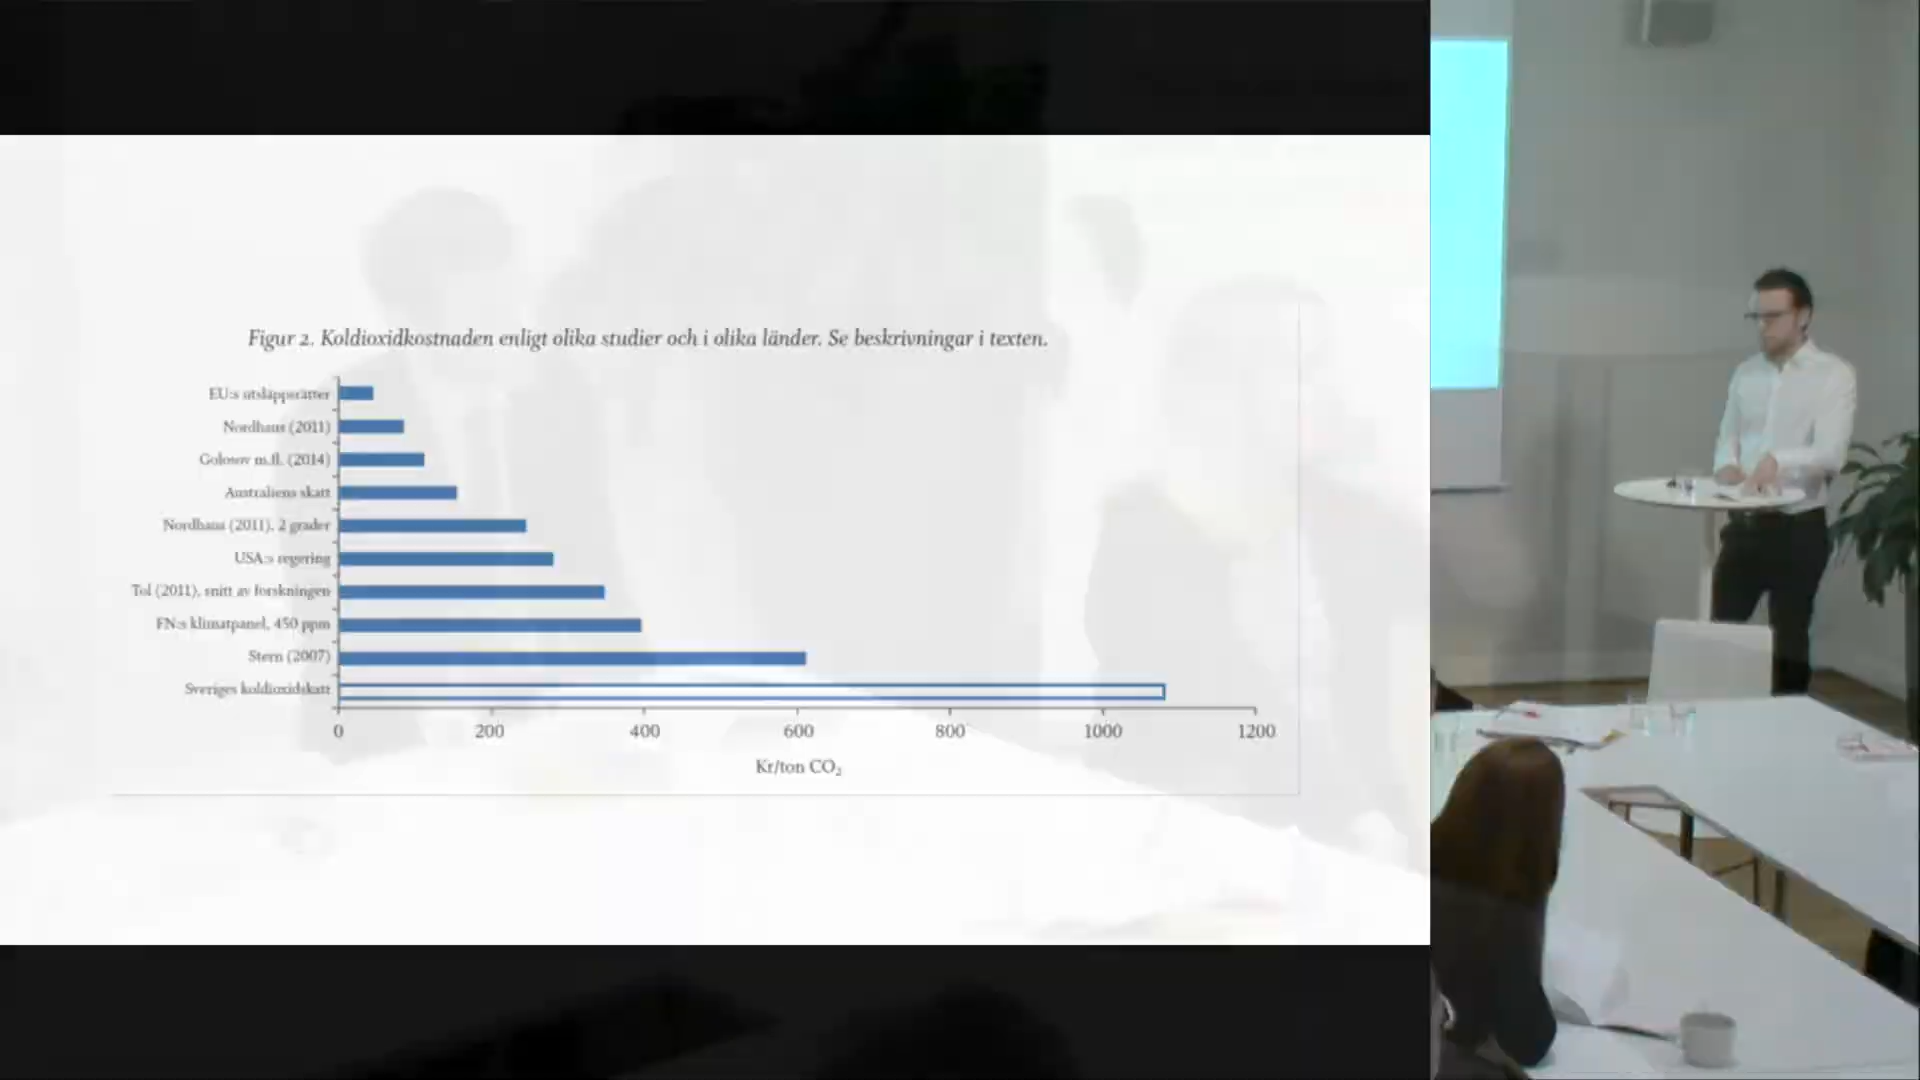 Figur 2. Koldioxidkostnaden enligt olika studier och i olika länder. Se beskrivningar i texten.
EU:s utsläppsrätter
Nordhaus (2011)
Golosov m.fl. (2014)
Australiens skatt
Nordhaus (2011), 2 grader
USA:s regering
Tol (2011), snitt av forskningen
FN:s klimatpanel, 450 ppm
Stern (2007)
Sveriges koldioxidskatt
0 200 400 600 800 1000 1200
Kr/ton CO₂